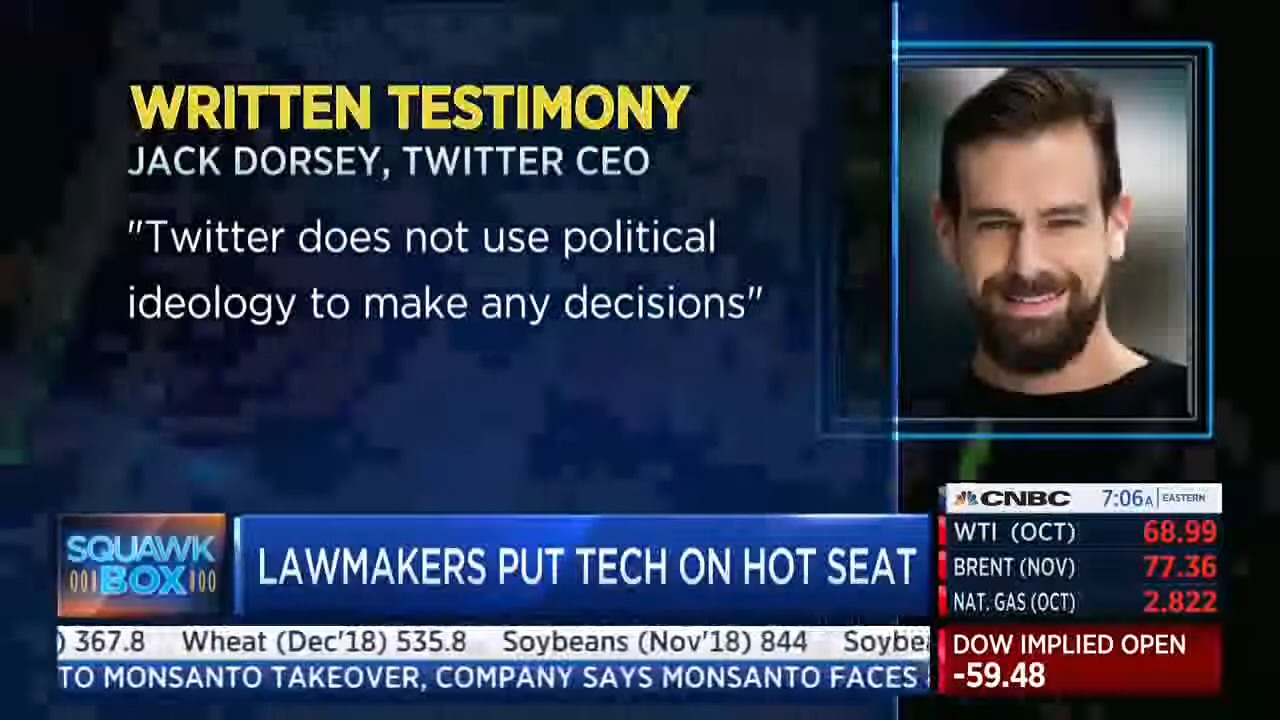 WRITTEN TESTIMONY
JACK DORSEY, TWITTER CEO
"Twitter does not use political
ideology to make any decisions"
CNBC 7:06A EASTERN
WTI (OCT) 68.99
BRENT (NOV) 77.36
NAT. GAS (OCT) 2.822
DOW IMPLIED OPEN
-59.48
SQUAWK
BOX
LAWMAKERS PUT TECH ON HOT SEAT
) 367.8 Wheat (Dec'18) 535.8 Soybeans (Nov'18) 844 Soybe
TO MONSANTO TAKEOVER, COMPANY SAYS MONSANTO FACES